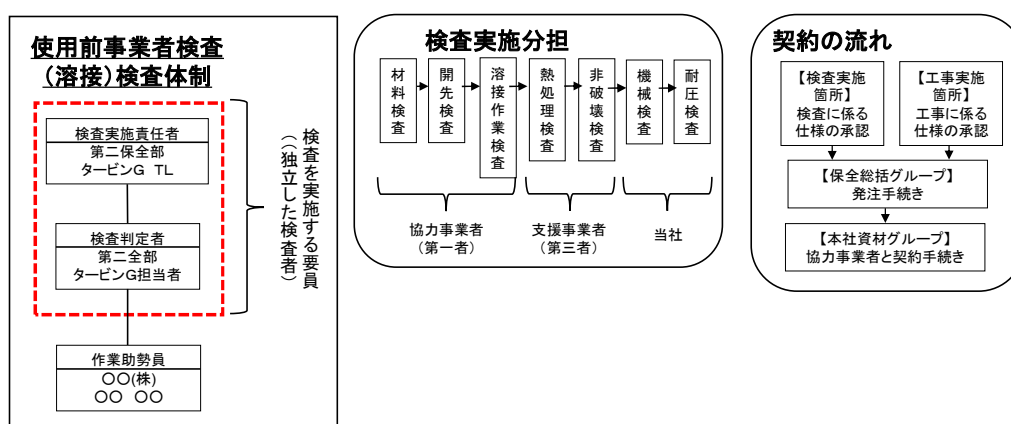 使用前事業者検査
(溶接)検査体制
検査実施責任者
第二保全部
タービンG TL
検査判定者
第二全部
タービンG担当者
作業助勢員
○○(株)
○○ ○○
検査を実施する要員
((独立した検査者)
検査実施分担
材料検査
開先検査
溶接作業検査
熱処理検査
非破壊検査
機械検査
耐圧検査
協力事業者
(第一者)
支援事業者
(第三者)
当社
契約の流れ
【検査実施
箇所】
検査に係る
仕様の承認
【工事実施
箇所】
工事に係る
仕様の承認
【保全総括グループ】
発注手続き
【本社資材グループ】
協力事業者と契約手続き